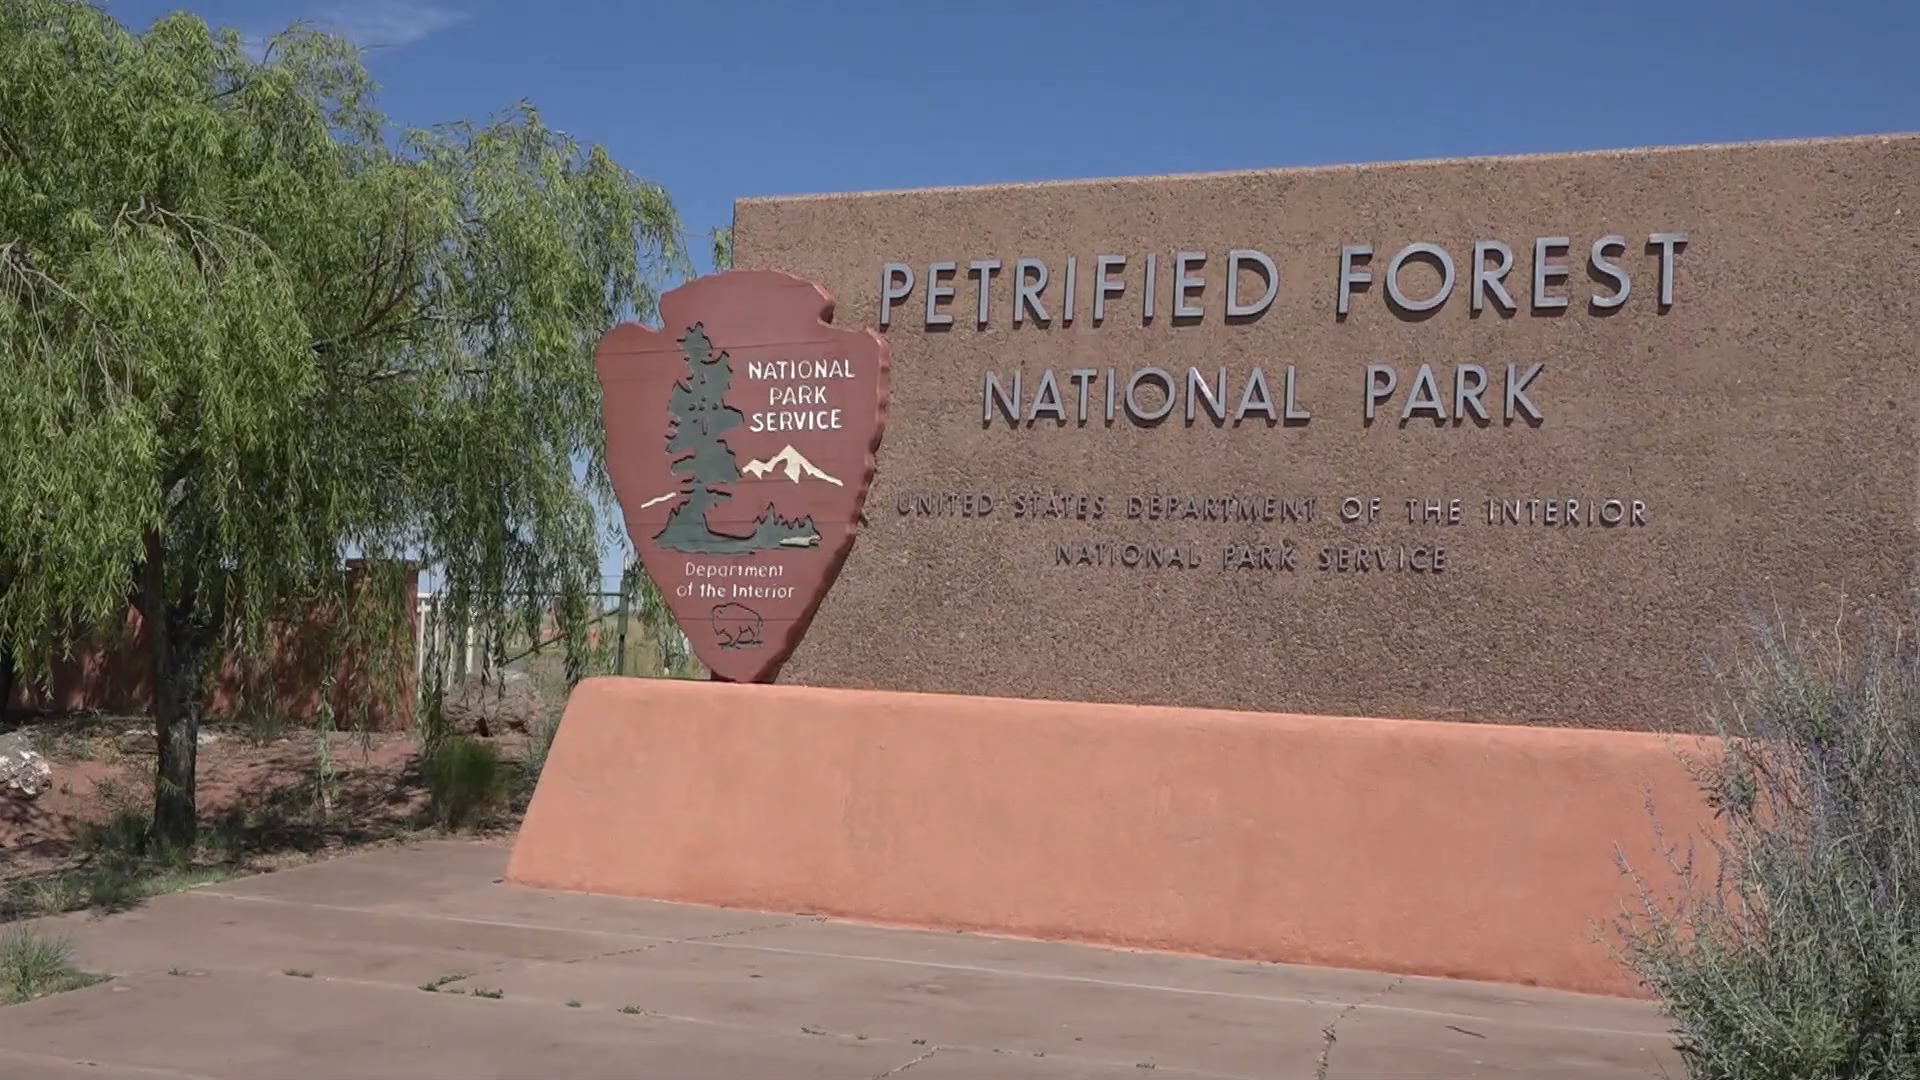 NATIONAL
PARK
SERVICE
Department
of the Interior
PETRIFIED FOREST
NATIONAL PARK
UNITED STATES DEPARTMENT OF THE INTERIOR
NATIONAL PARK SERVICE